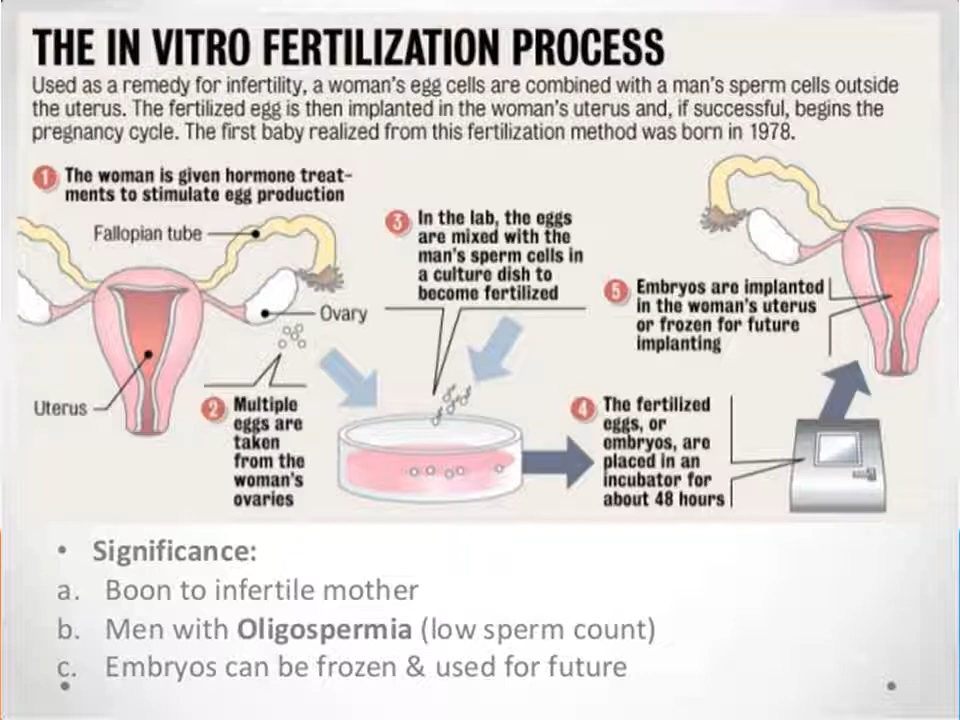 THE IN VITRO FERTILIZATION PROCESS
Used as a remedy for infertility, a woman's egg cells are combined with a man's sperm cells outside
the uterus. The fertilized egg is then implanted in the woman's uterus and, if successful, begins the
pregnancy cycle. The first baby realized from this fertilization method was born in 1978.
1 The woman is given hormone treat-
ments to stimulate egg production
Fallopian tube
Ovary
Uterus
2 Multiple
eggs are
taken
from the
woman's
ovaries
3 In the lab, the eggs
are mixed with the
man's sperm cells in
a culture dish to
become fertilized
4 The fertilized
eggs, or
embryos, are
placed in an
incubator for
about 48 hours
5 Embryos are implanted
in the woman's uterus
or frozen for future
implanting
• Significance:
a. Boon to infertile mother
b. Men with Oligospermia (low sperm count)
c. Embryos can be frozen & used for future